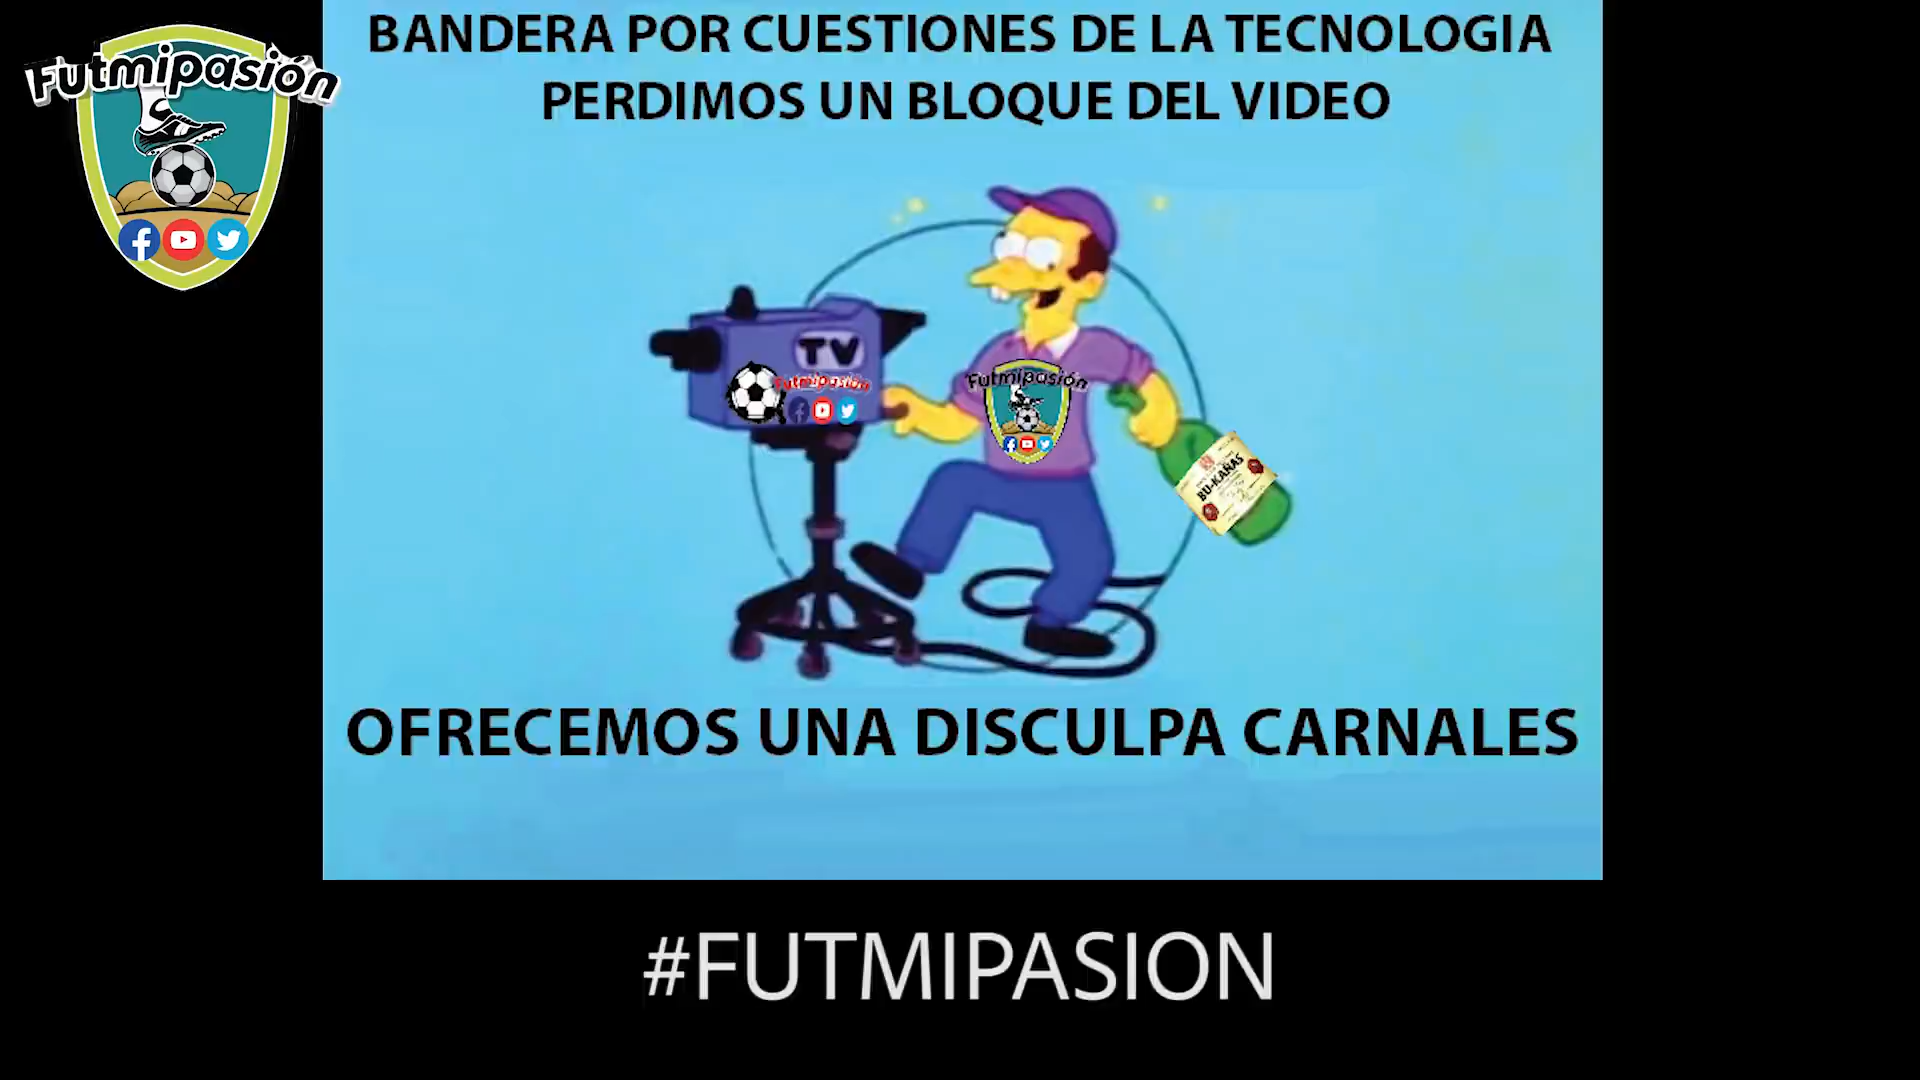 Futmipasión
BANDERA POR CUESTIONES DE LA TECNOLOGIA
PERDIMOS UN BLOQUE DEL VIDEO
TV
Futmipasión
Futmipasión
BU-KAÑAS
OFRECEMOS UNA DISCULPA CARNALES
#FUTMIPASION